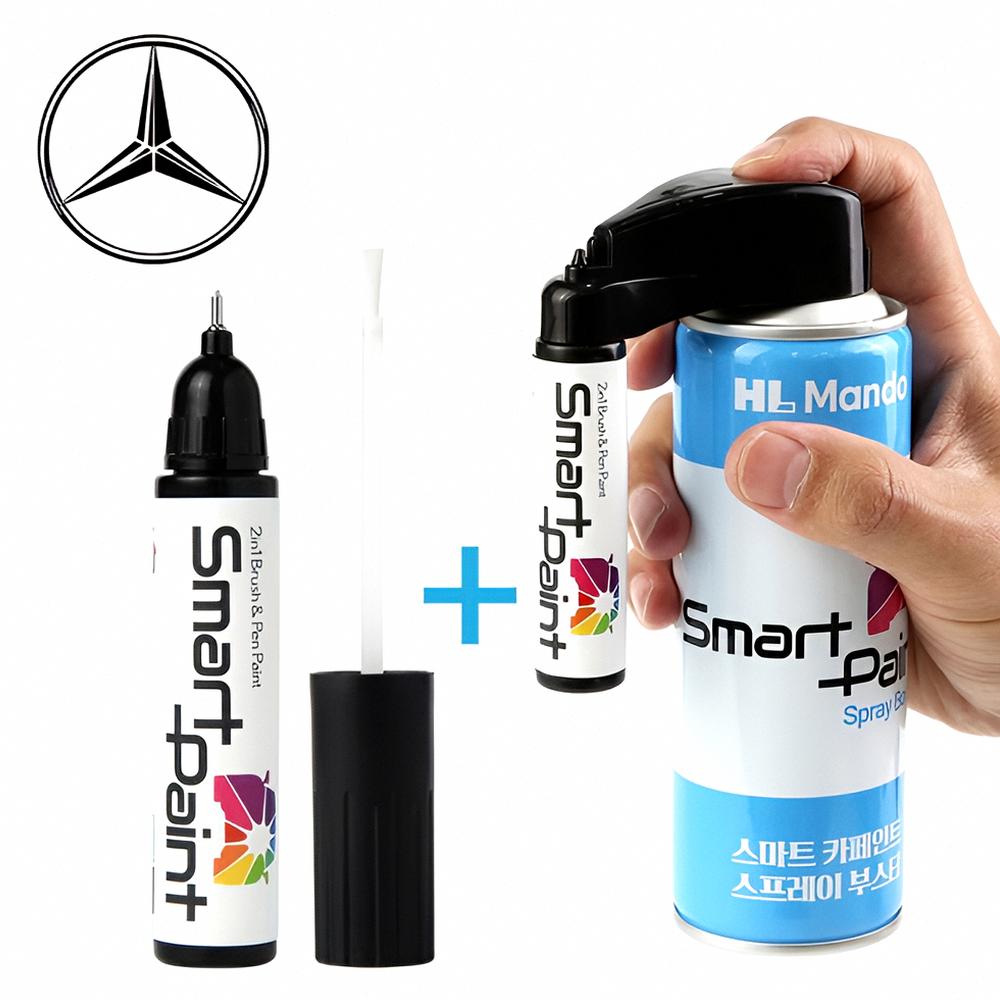 2in1 Brush & Pen Paint
Smart
Paint
2in1 Brush & Pen Paint
Smart
Paint
HL Mando
Smart
Pain
Spray Bo
스마트 카페인트
스프레이 부스터